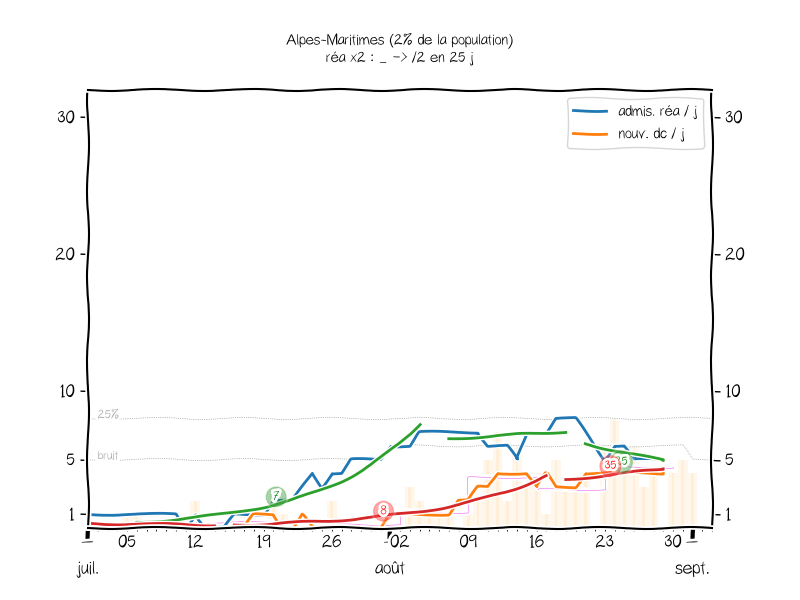 Alpes-Maritimes (2% de la population)
réa x2 : _ -> /2 en 25 j
admis. réa / j
nouv. dc / j
30
30
20
20
10
10
25%
bruit
5
5
1
1
7
8
35
05
12
19
26
02
09
16
23
30
juil.
août
sept.